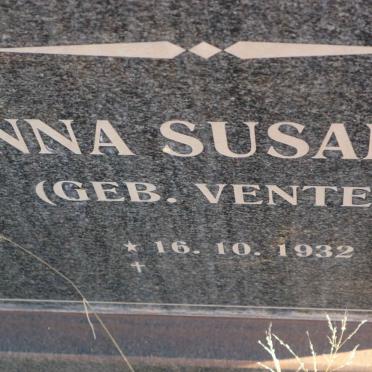 NNA SUSA
(GEB. VENTE
* 16. 10. 1932
†